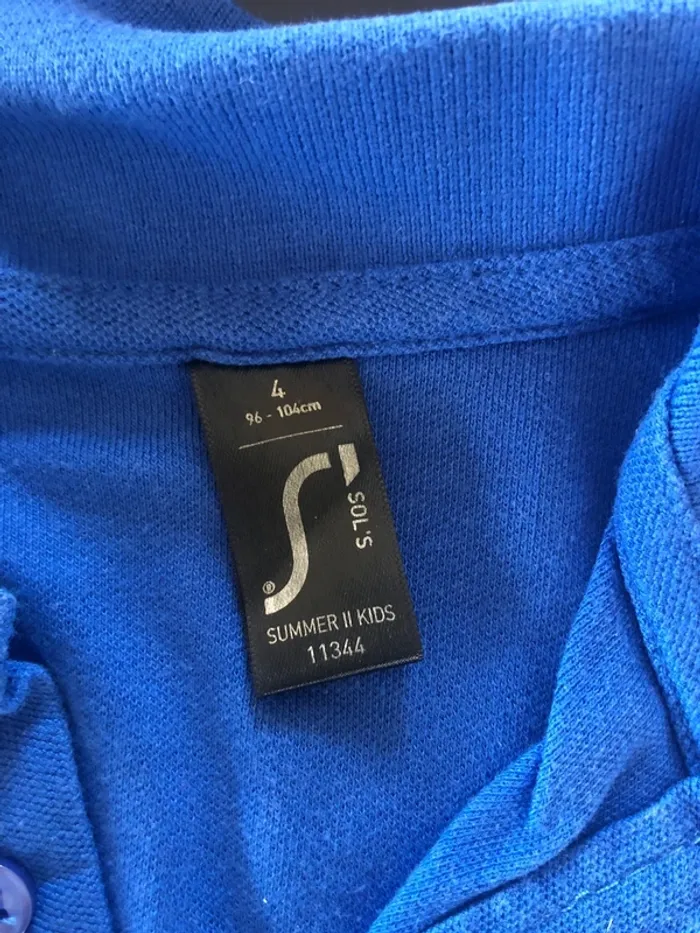 4
96 - 104cm
SOL'S
®
SUMMER II KIDS
11344